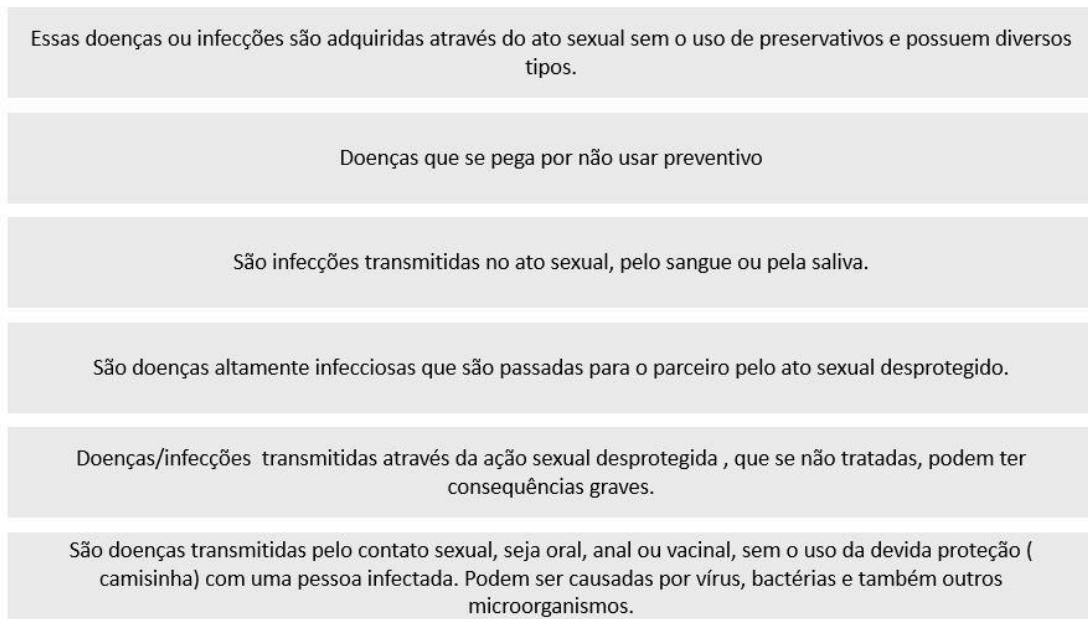 Essas doenças ou infecções são adquiridas através do ato sexual sem o uso de preservativos e possuem diversos
tipos.
Doenças que se pega por não usar preventivo
São infecções transmitidas no ato sexual, pelo sangue ou pela saliva.
São doenças altamente infecciosas que são passadas para o parceiro pelo ato sexual desprotegido.
Doenças/infecções  transmitidas através da ação sexual desprotegida , que se não tratadas, podem ter
consequências graves.
São doenças transmitidas pelo contato sexual, seja oral, anal ou vacinal, sem o uso da devida proteção (
camisinha) com uma pessoa infectada. Podem ser causadas por vírus, bactérias e também outros
microorganismos.